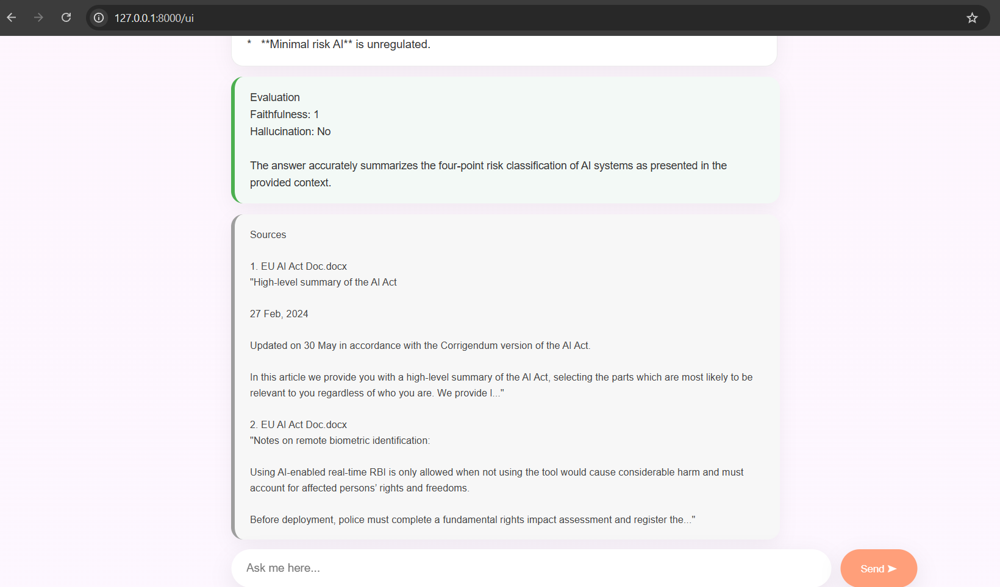 127.0.0.1:8000/ui
* **Minimal risk AI** is unregulated.
Evaluation
Faithfulness: 1
Hallucination: No
The answer accurately summarizes the four-point risk classification of AI systems as presented in the
provided context.
Sources
1. EU AI Act Doc.docx
"High-level summary of the AI Act
27 Feb, 2024
Updated on 30 May in accordance with the Corrigendum version of the AI Act.
In this article we provide you with a high-level summary of the AI Act, selecting the parts which are most likely to be
relevant to you regardless of who you are. We provide l..."
2. EU AI Act Doc.docx
"Notes on remote biometric identification:
Using AI-enabled real-time RBI is only allowed when not using the tool would cause considerable harm and must
account for affected persons’ rights and freedoms.
Before deployment, police must complete a fundamental rights impact assessment and register the..."
Ask me here...
Send ➤